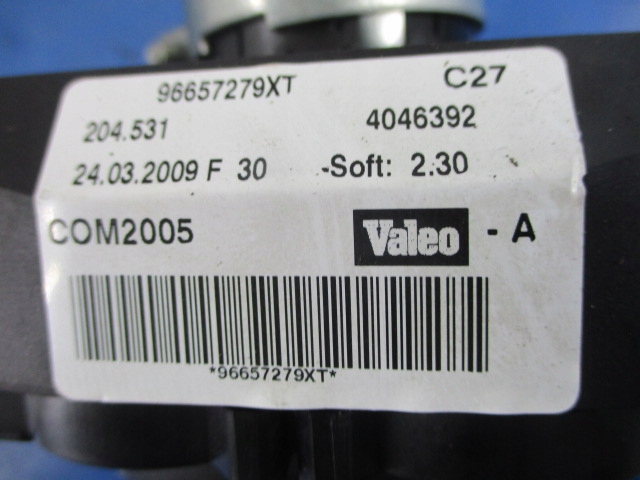 96657279XT C27
204.531 4046392
24.03.2009 F 30 -Soft: 2.30
COM2005 Valeo - A
*96657279XT*